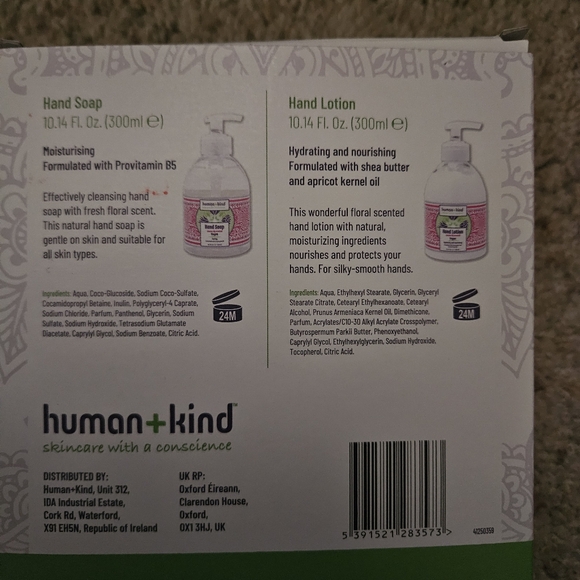 Hand Soap
10.14 Fl. Oz. (300ml ℮)
Moisturising
Formulated with Provitamin B5
Effectively cleansing hand
soap with fresh floral scent.
This natural hand soap is
gentle on skin and suitable for
all skin types.
human+kind
Hand Soap
Ingredients: Aqua, Coco-Glucoside, Sodium Coco-Sulfate,
Cocamidopropyl Betaine, Inulin, Polyglyceryl-4 Caprate,
Sodium Chloride, Parfum, Panthenol, Glycerin, Sodium
Sulfate, Sodium Hydroxide, Tetrasodium Glutamate
Diacetate, Caprylyl Glycol, Sodium Benzoate, Citric Acid.
24M
Hand Lotion
10.14 Fl. Oz. (300ml ℮)
Hydrating and nourishing
Formulated with shea butter
and apricot kernel oil
This wonderful floral scented
hand lotion with natural,
moisturizing ingredients
nourishes and protects your
hands. For silky-smooth hands.
human+kind
Hand Lotion
Ingredients: Aqua, Ethylhexyl Stearate, Glycerin, Glyceryl
Stearate Citrate, Cetearyl Ethylhexanoate, Cetearyl
Alcohol, Prunus Armeniaca Kernel Oil, Dimethicone,
Parfum, Acrylates/C10-30 Alkyl Acrylate Crosspolymer,
Butyrospermum Parkii Butter, Phenoxyethanol,
Caprylyl Glycol, Ethylhexylglycerin, Sodium Hydroxide,
Tocopherol, Citric Acid.
24M
human+kind™
skincare with a conscience
DISTRIBUTED BY:
Human+Kind, Unit 312,
IDA Industrial Estate,
Cork Rd, Waterford,
X91 EH5N, Republic of Ireland
UK RP:
Oxford Éireann,
Clarendon House,
Oxford,
OX1 3HJ, UK
5 391521 283573 >
41250359